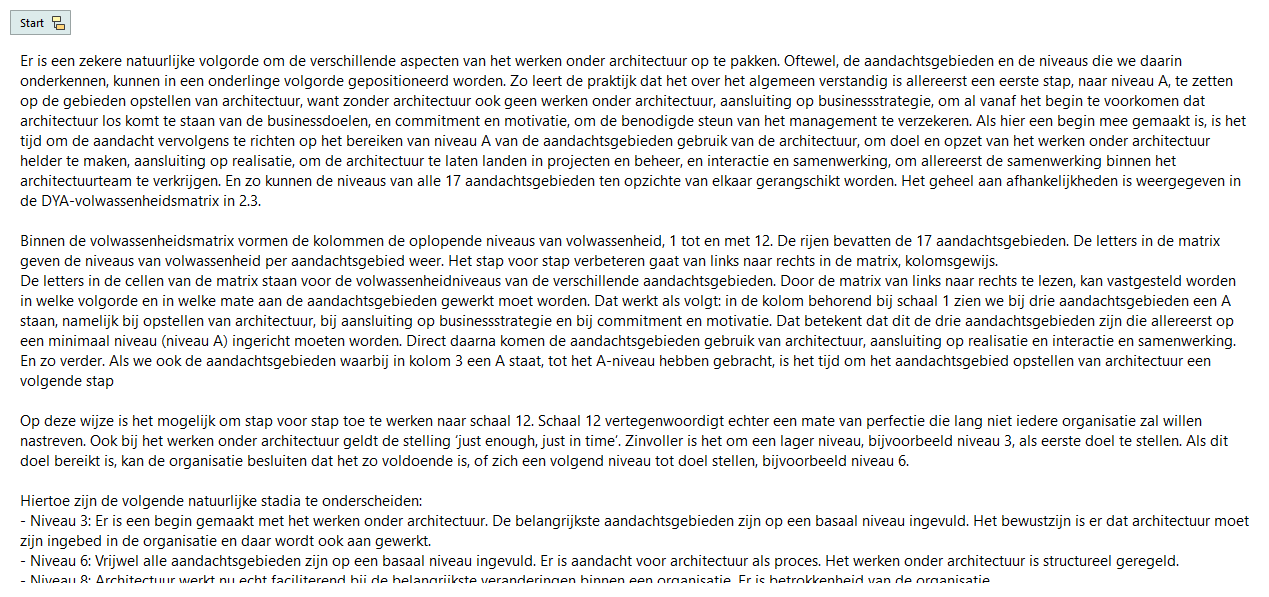 Start
Er is een zekere natuurlijke volgorde om de verschillende aspecten van het werken onder architectuur op te pakken. Oftewel, de aandachtsgebieden en de niveaus die we daarin
onderkennen, kunnen in een onderlinge volgorde gepositioneerd worden. Zo leert de praktijk dat het over het algemeen verstandig is allereerst een eerste stap, naar niveau A, te zetten
op de gebieden opstellen van architectuur, want zonder architectuur ook geen werken onder architectuur, aansluiting op businessstrategie, om al vanaf het begin te voorkomen dat
architectuur los komt te staan van de businessdoelen, en commitment en motivatie, om de benodigde steun van het management te verzekeren. Als hier een begin mee gemaakt is, is het
tijd om de aandacht vervolgens te richten op het bereiken van niveau A van de aandachtsgebieden gebruik van de architectuur, om doel en opzet van het werken onder architectuur
helder te maken, aansluiting op realisatie, om de architectuur te laten landen in projecten en beheer, en interactie en samenwerking, om allereerst de samenwerking binnen het
architectuurteam te verkrijgen. En zo kunnen de niveaus van alle 17 aandachtsgebieden ten opzichte van elkaar gerangschikt worden. Het geheel aan afhankelijkheden is weergegeven in
de DYA-volwassenheidsmatrix in 2.3.
Binnen de volwassenheidsmatrix vormen de kolommen de oplopende niveaus van volwassenheid, 1 tot en met 12. De rijen bevatten de 17 aandachtsgebieden. De letters in de matrix
geven de niveaus van volwassenheid per aandachtsgebied weer. Het stap voor stap verbeteren gaat van links naar rechts in de matrix, kolomsgewijs.
De letters in de cellen van de matrix staan voor de volwassenheidniveaus van de verschillende aandachtsgebieden. Door de matrix van links naar rechts te lezen, kan vastgesteld worden
in welke volgorde en in welke mate aan de aandachtsgebieden gewerkt moet worden. Dat werkt als volgt: in de kolom behorend bij schaal 1 zien we bij drie aandachtsgebieden een A
staan, namelijk bij opstellen van architectuur, bij aansluiting op businessstrategie en bij commitment en motivatie. Dat betekent dat dit de drie aandachtsgebieden zijn die allereerst op
een minimaal niveau (niveau A) ingericht moeten worden. Direct daarna komen de aandachtsgebieden gebruik van architectuur, aansluiting op realisatie en interactie en samenwerking.
En zo verder. Als we ook de aandachtsgebieden waarbij in kolom 3 een A staat, tot het A-niveau hebben gebracht, is het tijd om het aandachtsgebied opstellen van architectuur een
volgende stap
Op deze wijze is het mogelijk om stap voor stap toe te werken naar schaal 12. Schaal 12 vertegenwoordigt echter een mate van perfectie die lang niet iedere organisatie zal willen
nastreven. Ook bij het werken onder architectuur geldt de stelling ‘just enough, just in time’. Zinvoller is het om een lager niveau, bijvoorbeeld niveau 3, als eerste doel te stellen. Als dit
doel bereikt is, kan de organisatie besluiten dat het zo voldoende is, of zich een volgend niveau tot doel stellen, bijvoorbeeld niveau 6.
Hiertoe zijn de volgende natuurlijke stadia te onderscheiden:
- Niveau 3: Er is een begin gemaakt met het werken onder architectuur. De belangrijkste aandachtsgebieden zijn op een basaal niveau ingevuld. Het bewustzijn is er dat architectuur moet
zijn ingebed in de organisatie en daar wordt ook aan gewerkt.
- Niveau 6: Vrijwel alle aandachtsgebieden zijn op een basaal niveau ingevuld. Er is aandacht voor architectuur als proces. Het werken onder architectuur is structureel geregeld.
- Niveau 8: Architectuur werkt nu echt faciliterend bij de belangrijkste veranderingen binnen een organisatie. Er is betrokkenheid van de organisatie